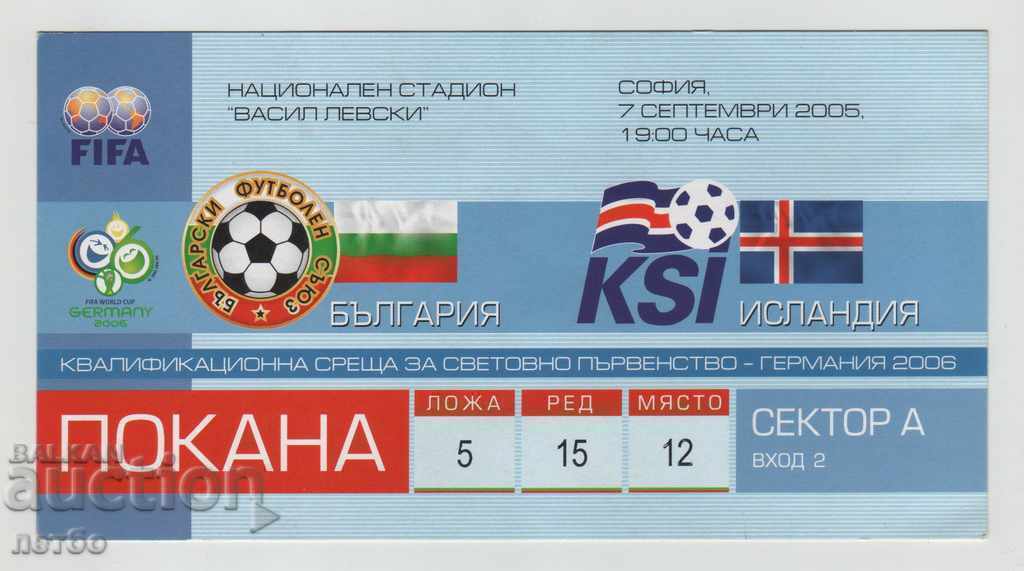 FIFA
НАЦИОНАЛЕН СТАДИОН
"ВАСИЛ ЛЕВСКИ"
СОФИЯ,
7 СЕПТЕМВРИ 2005,
19:00 ЧАСА
FIFA WORLD CUP
GERMANY
2006
БЪЛГАРСКИ ФУТБОЛЕН СЪЮЗ
БЪЛГАРИЯ
KSI
ИСЛАНДИЯ
КВАЛИФИКАЦИОННА СРЕЩА ЗА СВЕТОВНО ПЪРВЕНСТВО - ГЕРМАНИЯ 2006
ПОКАНА
ЛОЖА
5
РЕД
15
МЯСТО
12
СЕКТОР А
ВХОД 2
BALKAN
auction
петбо